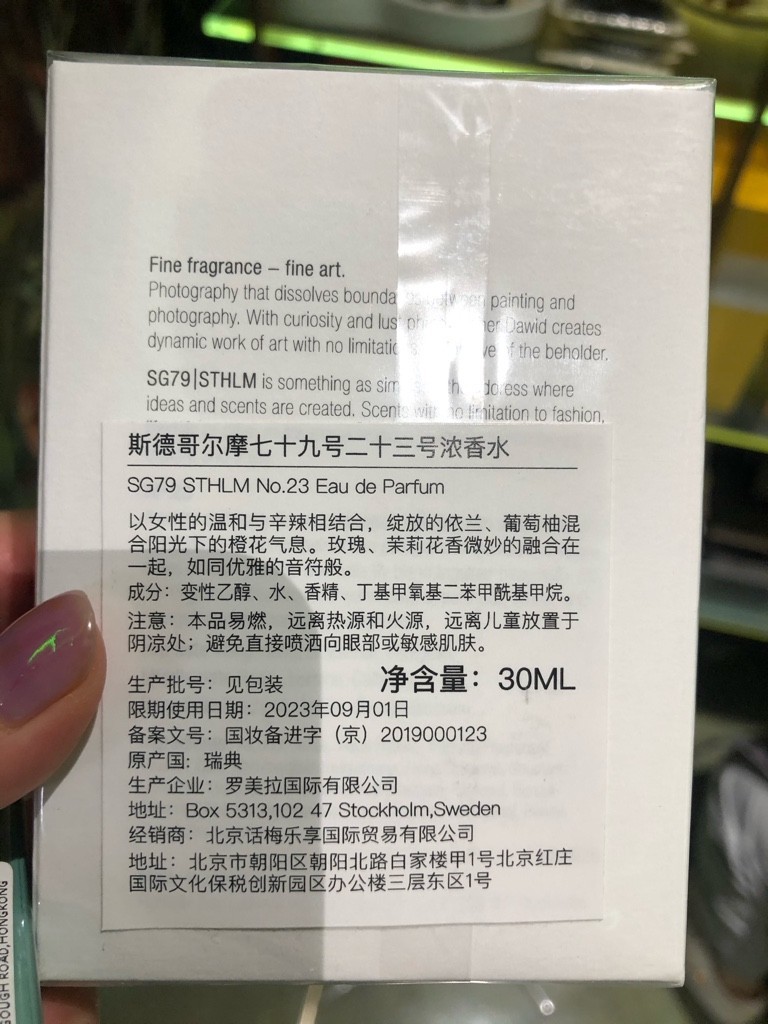 Fine fragrance – fine art.
Photography that dissolves between painting and
photography. With curiosity and Dawid creates
dynamic work of art with no of the beholder.
SG79|STHLM is something as where
ideas and scents are created. Scents with no limitation to fashion,
斯德哥尔摩七十九号二十三号浓香水
SG79 STHLM No.23 Eau de Parfum
以女性的温和与辛辣相结合，绽放的依兰、葡萄柚混
合阳光下的橙花气息。玫瑰、茉莉花香微妙的融合在
一起，如同优雅的音符般。
成分：变性乙醇、水、香精、丁基甲氧基二苯甲酰基甲烷。
注意：本品易燃，远离热源和火源，远离儿童放置于
阴凉处；避免直接喷洒向眼部或敏感肌肤。
生产批号：见包装 净含量：30ML
限期使用日期：2023年09月01日
备案文号：国妆备进字（京）2019000123
原产国：瑞典
生产企业：罗美拉国际有限公司
地址：Box 5313,102 47 Stockholm,Sweden
经销商：北京话梅乐享国际贸易有限公司
地址：北京市朝阳区朝阳北路白家楼甲1号北京红庄
国际文化保税创新园区办公楼三层东区1号
GOUGH ROAD,HONGKONG